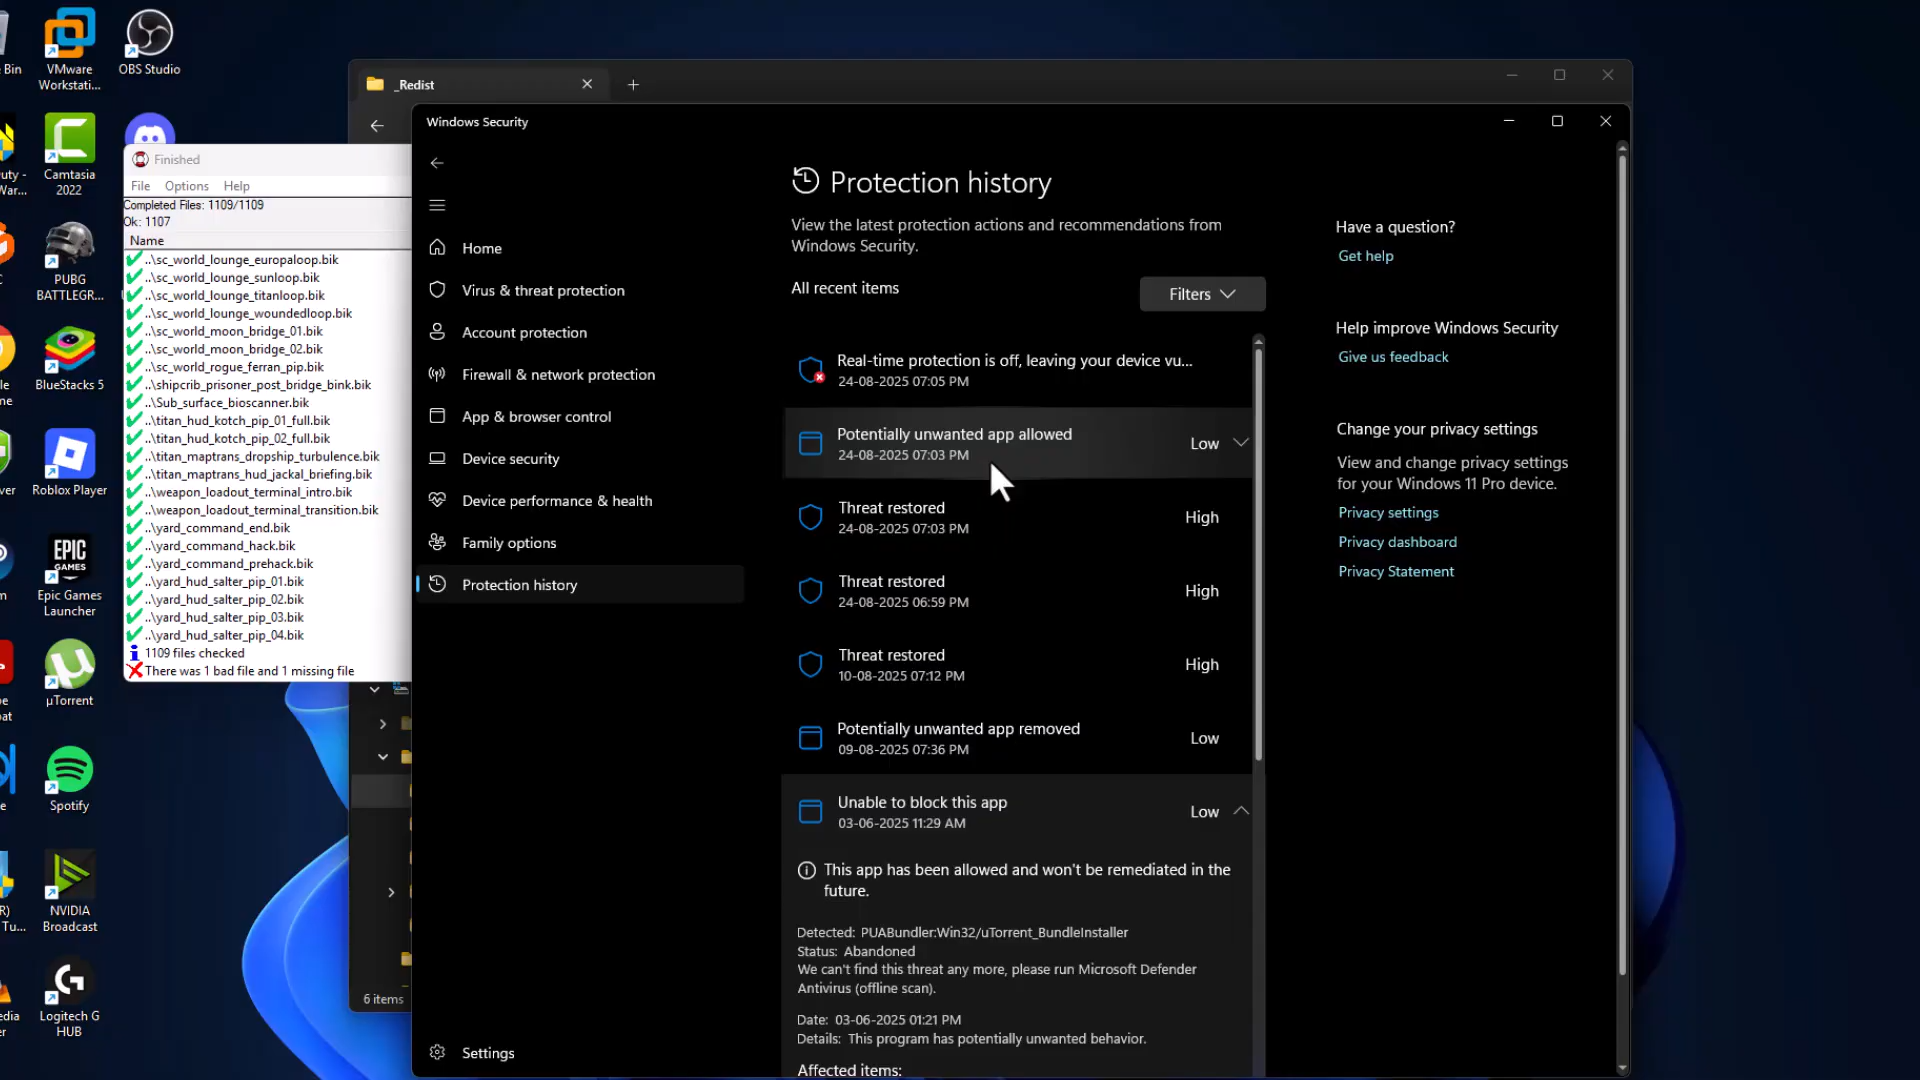 Bin
VMware
Workstati...
OBS Studio
Camtasia
2022
PUBG
BATTLEGR...
BlueStacks 5
Roblox Player
EPIC
GAMES
Epic Games
Launcher
µTorrent
Spotify
NVIDIA
Broadcast
Logitech G
HUB
_Redist
Finished
File
Options
Help
Completed Files: 1109/1109
Ok: 1107
Name
..\sc_world_lounge_europaloop.bik
..\sc_world_lounge_sunloop.bik
..\sc_world_lounge_titanloop.bik
..\sc_world_lounge_woundedloop.bik
..\sc_world_moon_bridge_01.bik
..\sc_world_moon_bridge_02.bik
..\sc_world_rogue_ferran_pip.bik
..\shipcrib_prisoner_post_bridge_bink.bik
..\Sub_surface_bioscanner.bik
..\titan_hud_kotch_pip_01_full.bik
..\titan_hud_kotch_pip_02_full.bik
..\titan_maptrans_dropship_turbulence.bik
..\titan_maptrans_hud_jackal_briefing.bik
..\weapon_loadout_terminal_intro.bik
..\weapon_loadout_terminal_transition.bik
..\yard_command_end.bik
..\yard_command_hack.bik
..\yard_command_prehack.bik
..\yard_hud_salter_pip_01.bik
..\yard_hud_salter_pip_02.bik
..\yard_hud_salter_pip_03.bik
..\yard_hud_salter_pip_04.bik
1109 files checked
There was 1 bad file and 1 missing file
6 items
Windows Security
Home
Virus & threat protection
Account protection
Firewall & network protection
App & browser control
Device security
Device performance & health
Family options
Protection history
Settings
Protection history
View the latest protection actions and recommendations from
Windows Security.
All recent items
Filters
Real-time protection is off, leaving your device vu...
24-08-2025 07:05 PM
Potentially unwanted app allowed
24-08-2025 07:03 PM
Low
Threat restored
24-08-2025 07:03 PM
High
Threat restored
24-08-2025 06:59 PM
High
Threat restored
10-08-2025 07:12 PM
High
Potentially unwanted app removed
09-08-2025 07:36 PM
Low
Unable to block this app
03-06-2025 11:29 AM
Low
This app has been allowed and won't be remediated in the
future.
Detected: PUABundler:Win32/uTorrent_BundleInstaller
Status: Abandoned
We can't find this threat any more, please run Microsoft Defender
Antivirus (offline scan).
Date: 03-06-2025 01:21 PM
Details: This program has potentially unwanted behavior.
Affected items:
Have a question?
Get help
Help improve Windows Security
Give us feedback
Change your privacy settings
View and change privacy settings
for your Windows 11 Pro device.
Privacy settings
Privacy dashboard
Privacy Statement